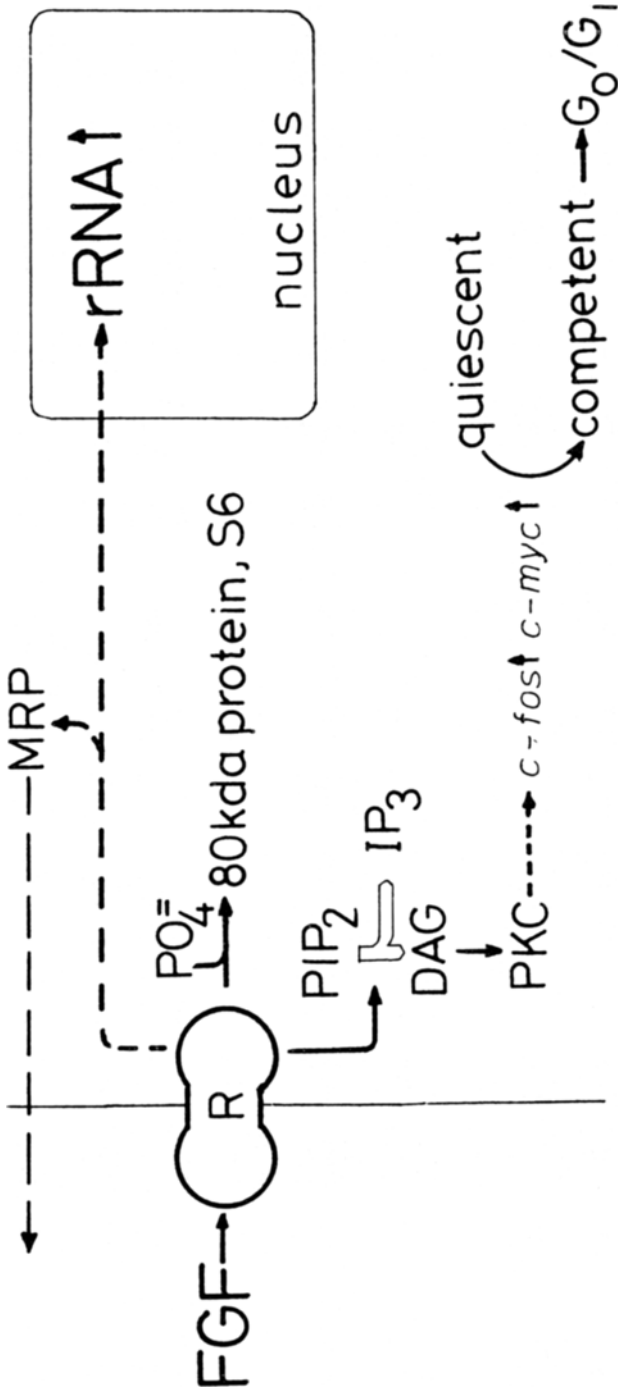 MRP
rRNA↑
nucleus
FGF
R
PO₄=
80kda protein, S6
PIP₂
IP₃
DAG
PKC
c-fos↑ c-myc↑
quiescent
competent
G₀/G₁